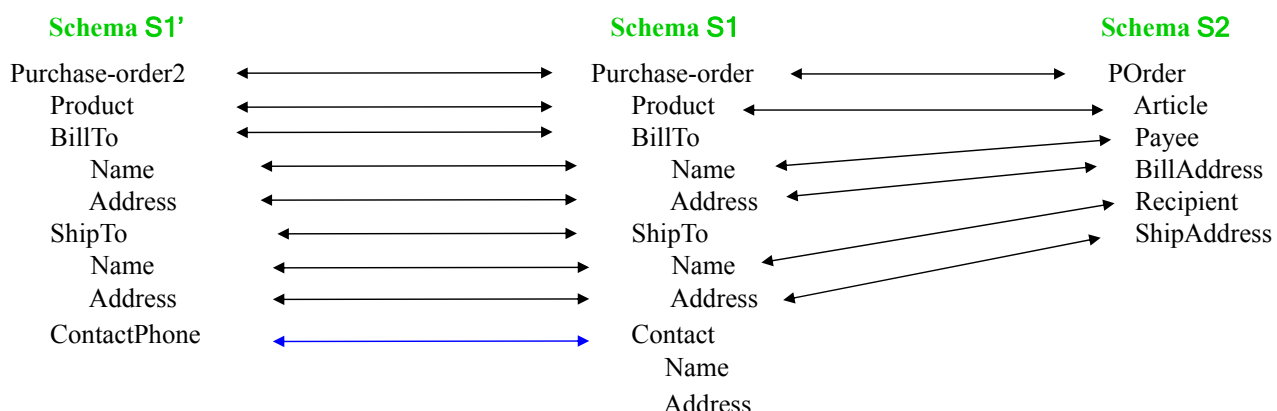 Schema S1’ Schema S1 Schema S2
Purchase-order2 Purchase-order POrder
Product Product Article
BillTo BillTo Payee
Name Name BillAddress
Address Address Recipient
ShipTo ShipTo ShipAddress
Name Name
Address Address
ContactPhone Contact
Name
Address